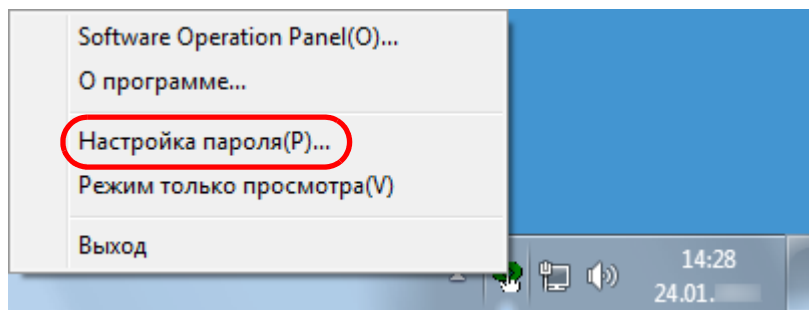 Software Operation Panel(O)...
О программе...
Настройка пароля(P)...
Режим только просмотра(V)
Выход
14:28
24.01.